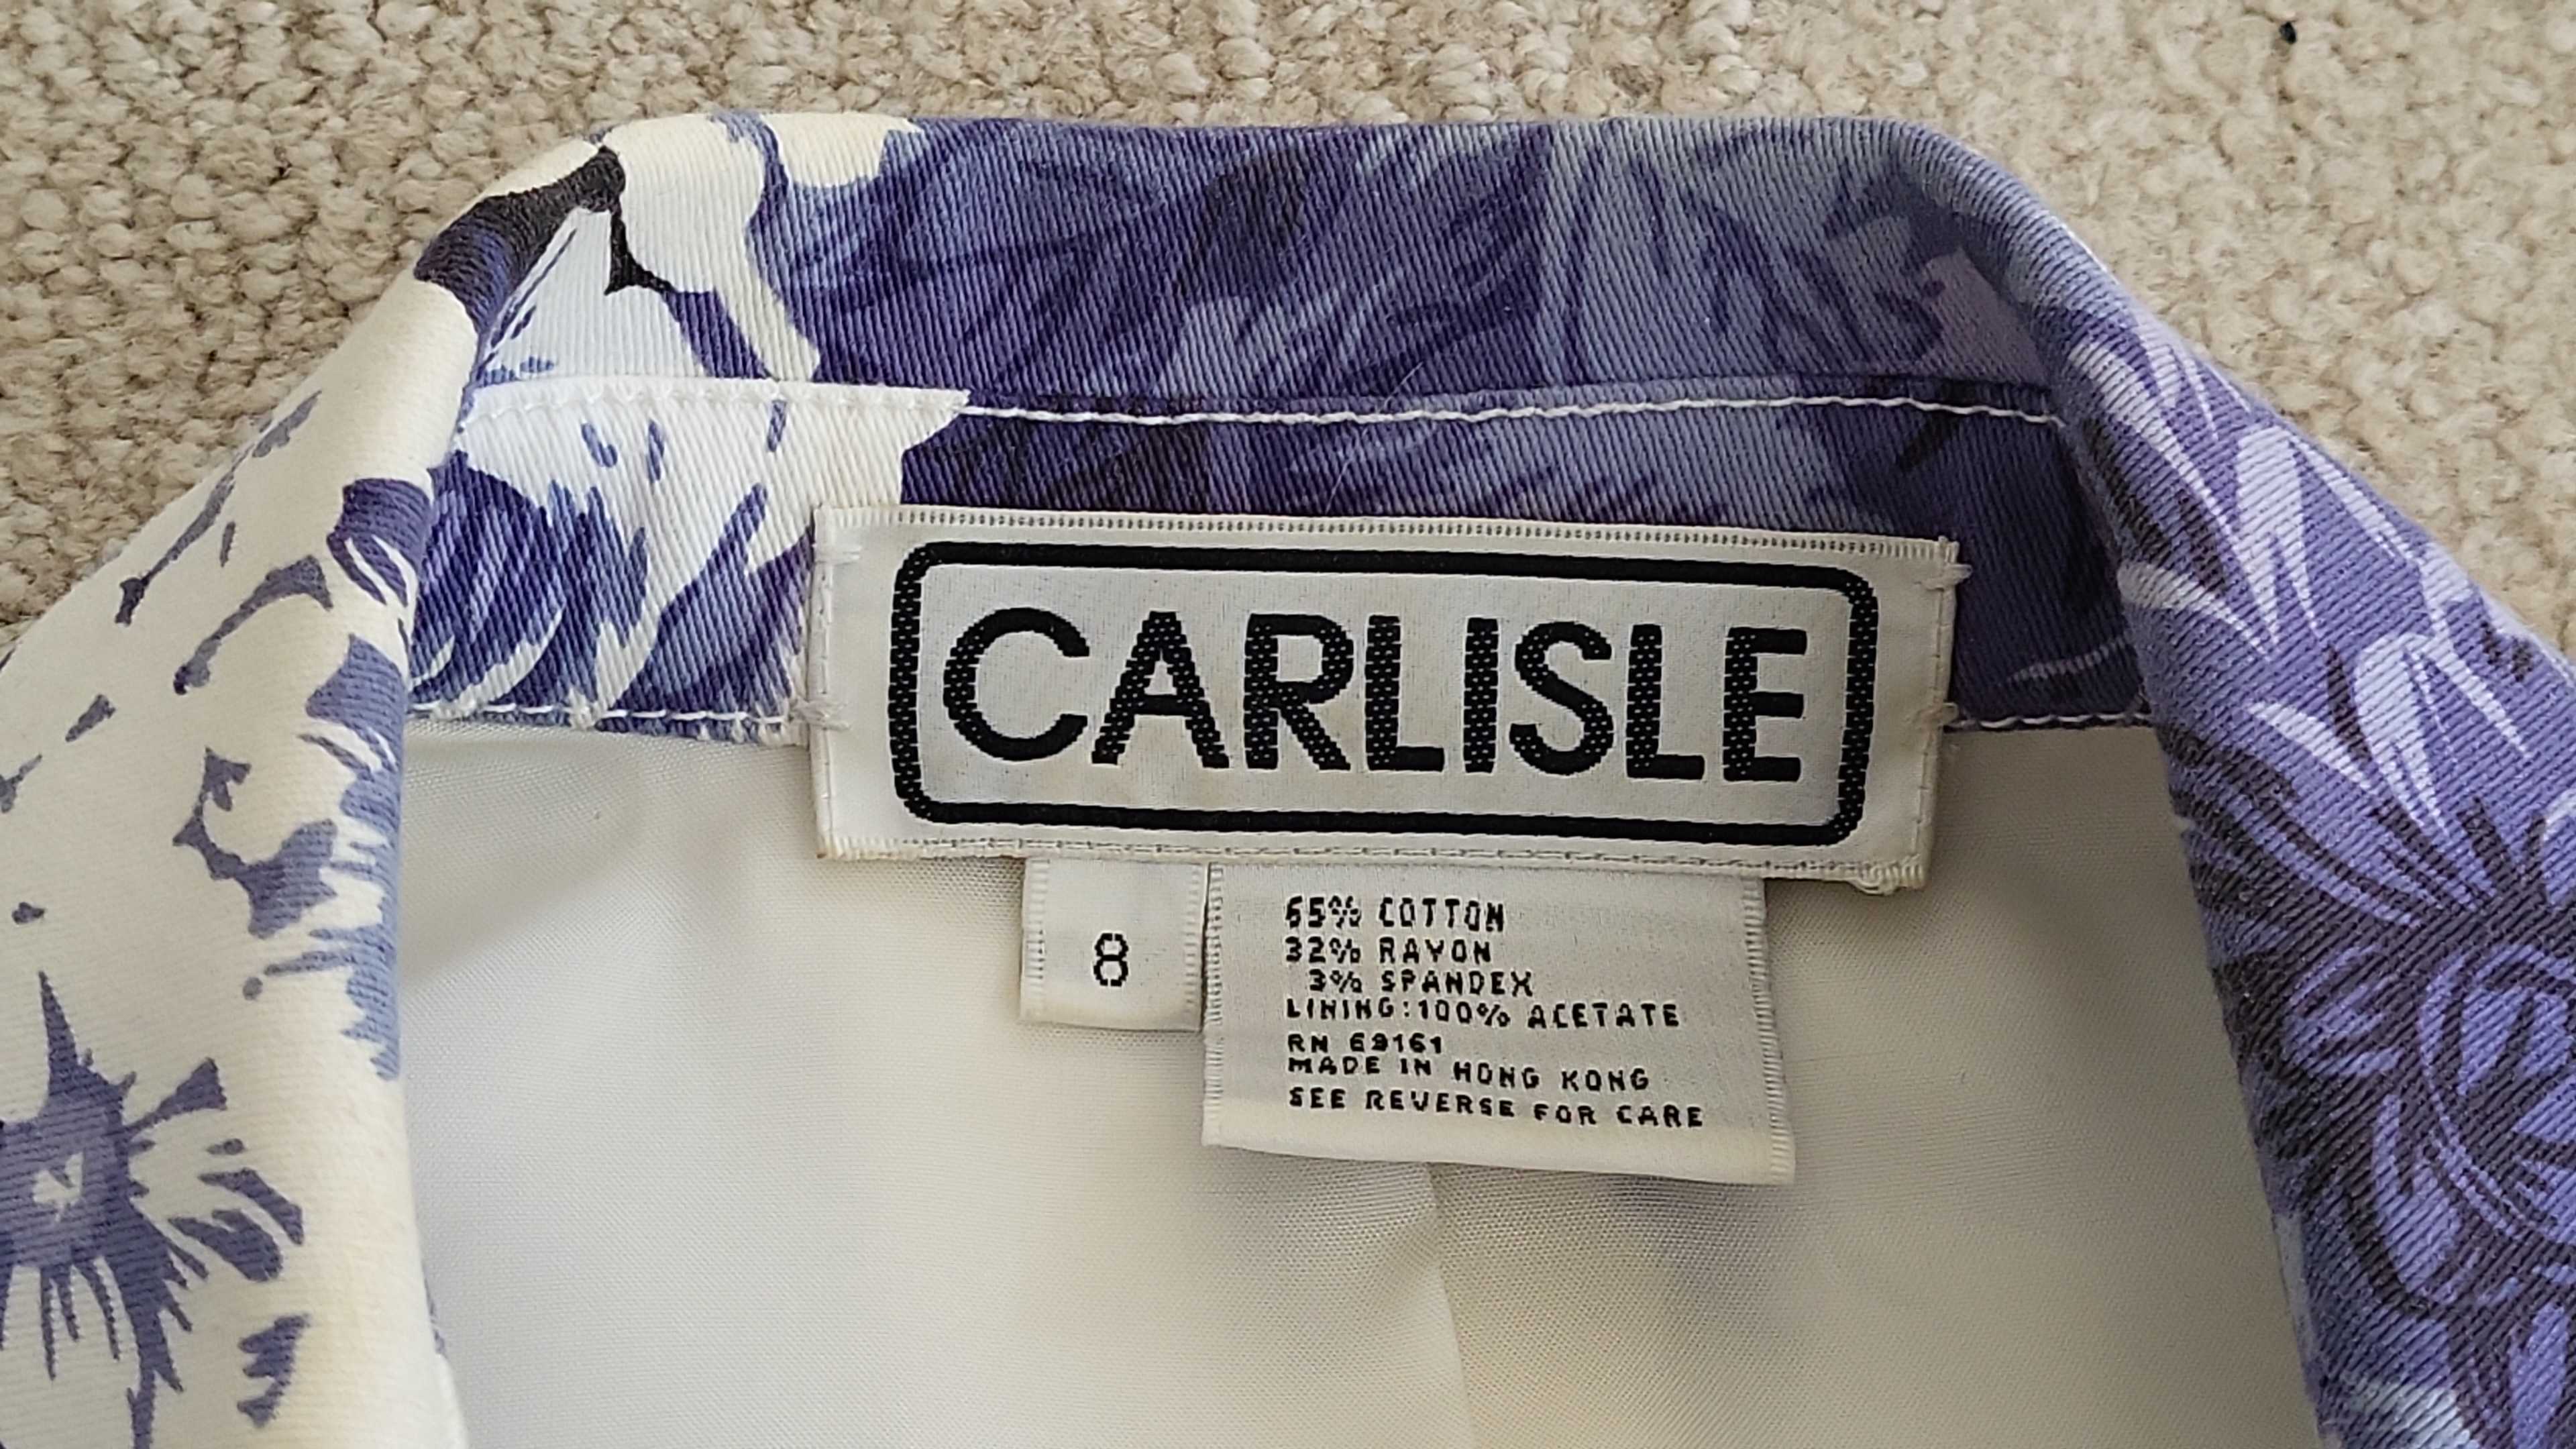 CARLISLE
8
65% COTTON
32% RAYON
3% SPANDEX
LINING:100% ACETATE
RN 69161
MADE IN HONG KONG
SEE REVERSE FOR CARE